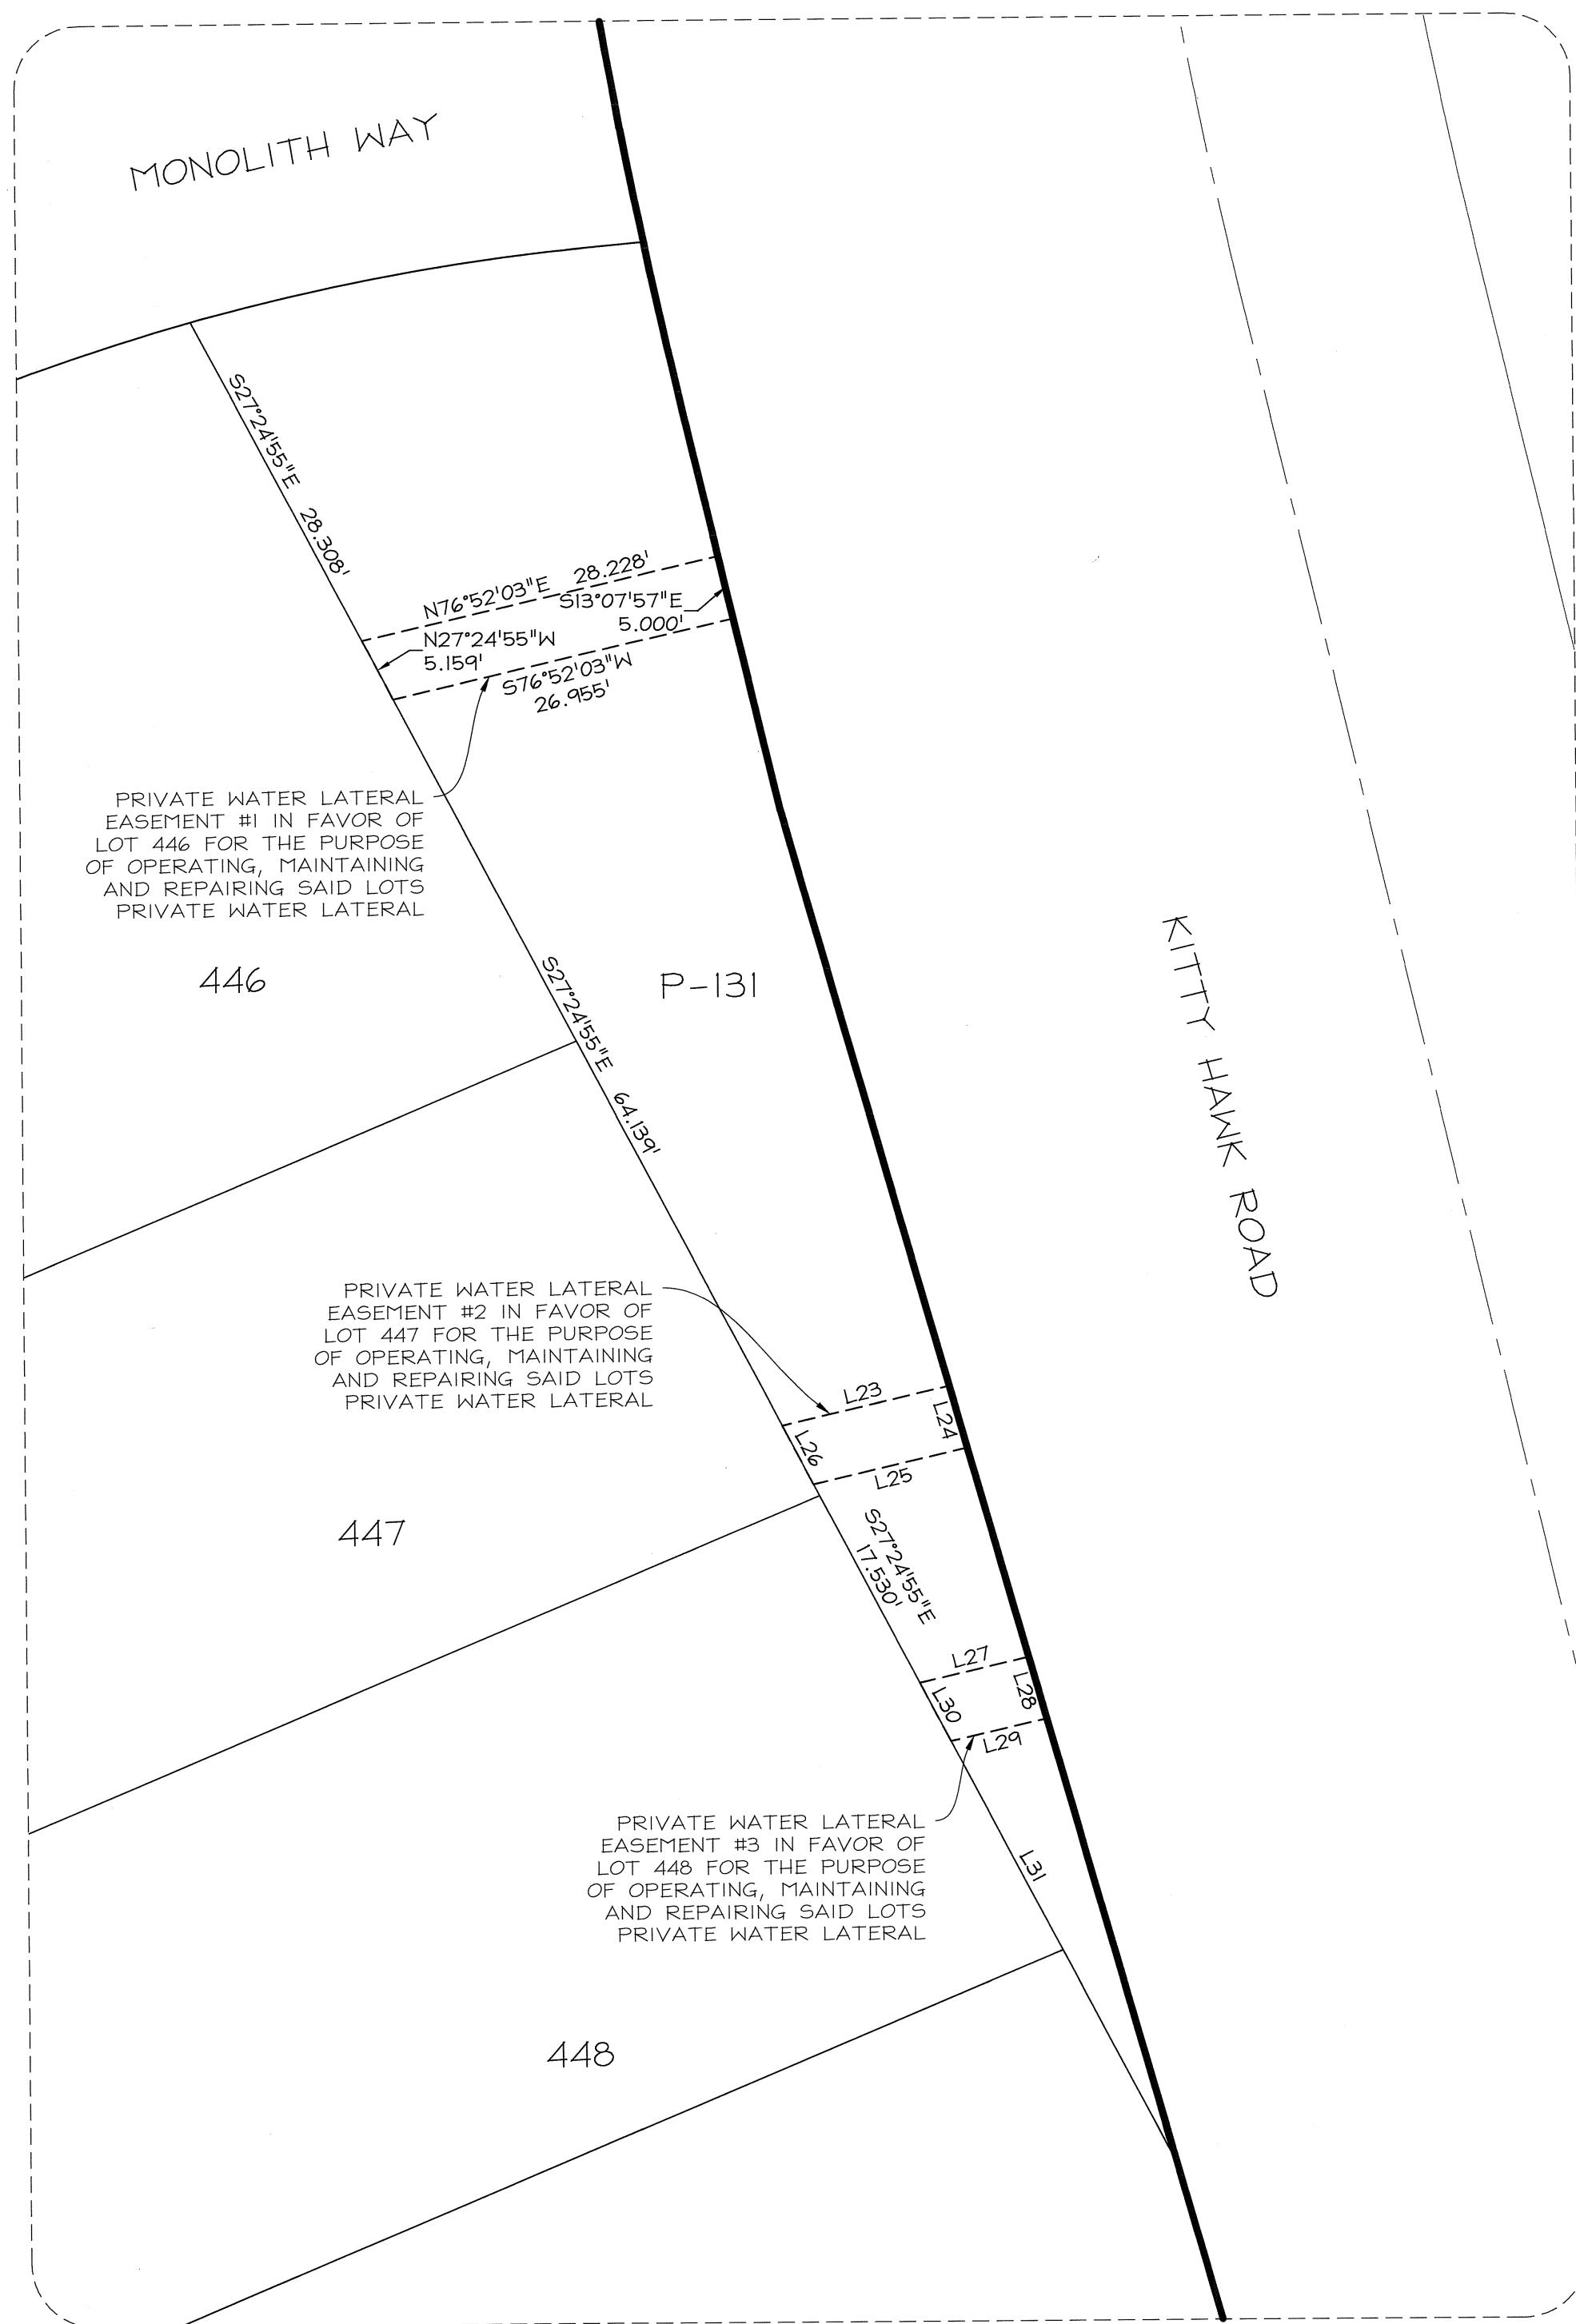 MONOLITH WAY
S27°24'55"E 28.308'
N76°52'03"E 28.228'
S13°07'57"E
5.000'
N27°24'55"W
5.159'
S76°52'03"W
26.955'
PRIVATE WATER LATERAL
EASEMENT #1 IN FAVOR OF
LOT 446 FOR THE PURPOSE
OF OPERATING, MAINTAINING
AND REPAIRING SAID LOTS
PRIVATE WATER LATERAL
446
P-131
KITTY HAWK ROAD
S27°24'55"E 64.139'
PRIVATE WATER LATERAL
EASEMENT #2 IN FAVOR OF
LOT 447 FOR THE PURPOSE
OF OPERATING, MAINTAINING
AND REPAIRING SAID LOTS
PRIVATE WATER LATERAL
L23
L24
L26
L25
447
S27°24'55"E
17.530'
L27
L28
L30
L29
PRIVATE WATER LATERAL
EASEMENT #3 IN FAVOR OF
LOT 448 FOR THE PURPOSE
OF OPERATING, MAINTAINING
AND REPAIRING SAID LOTS
PRIVATE WATER LATERAL
L31
448